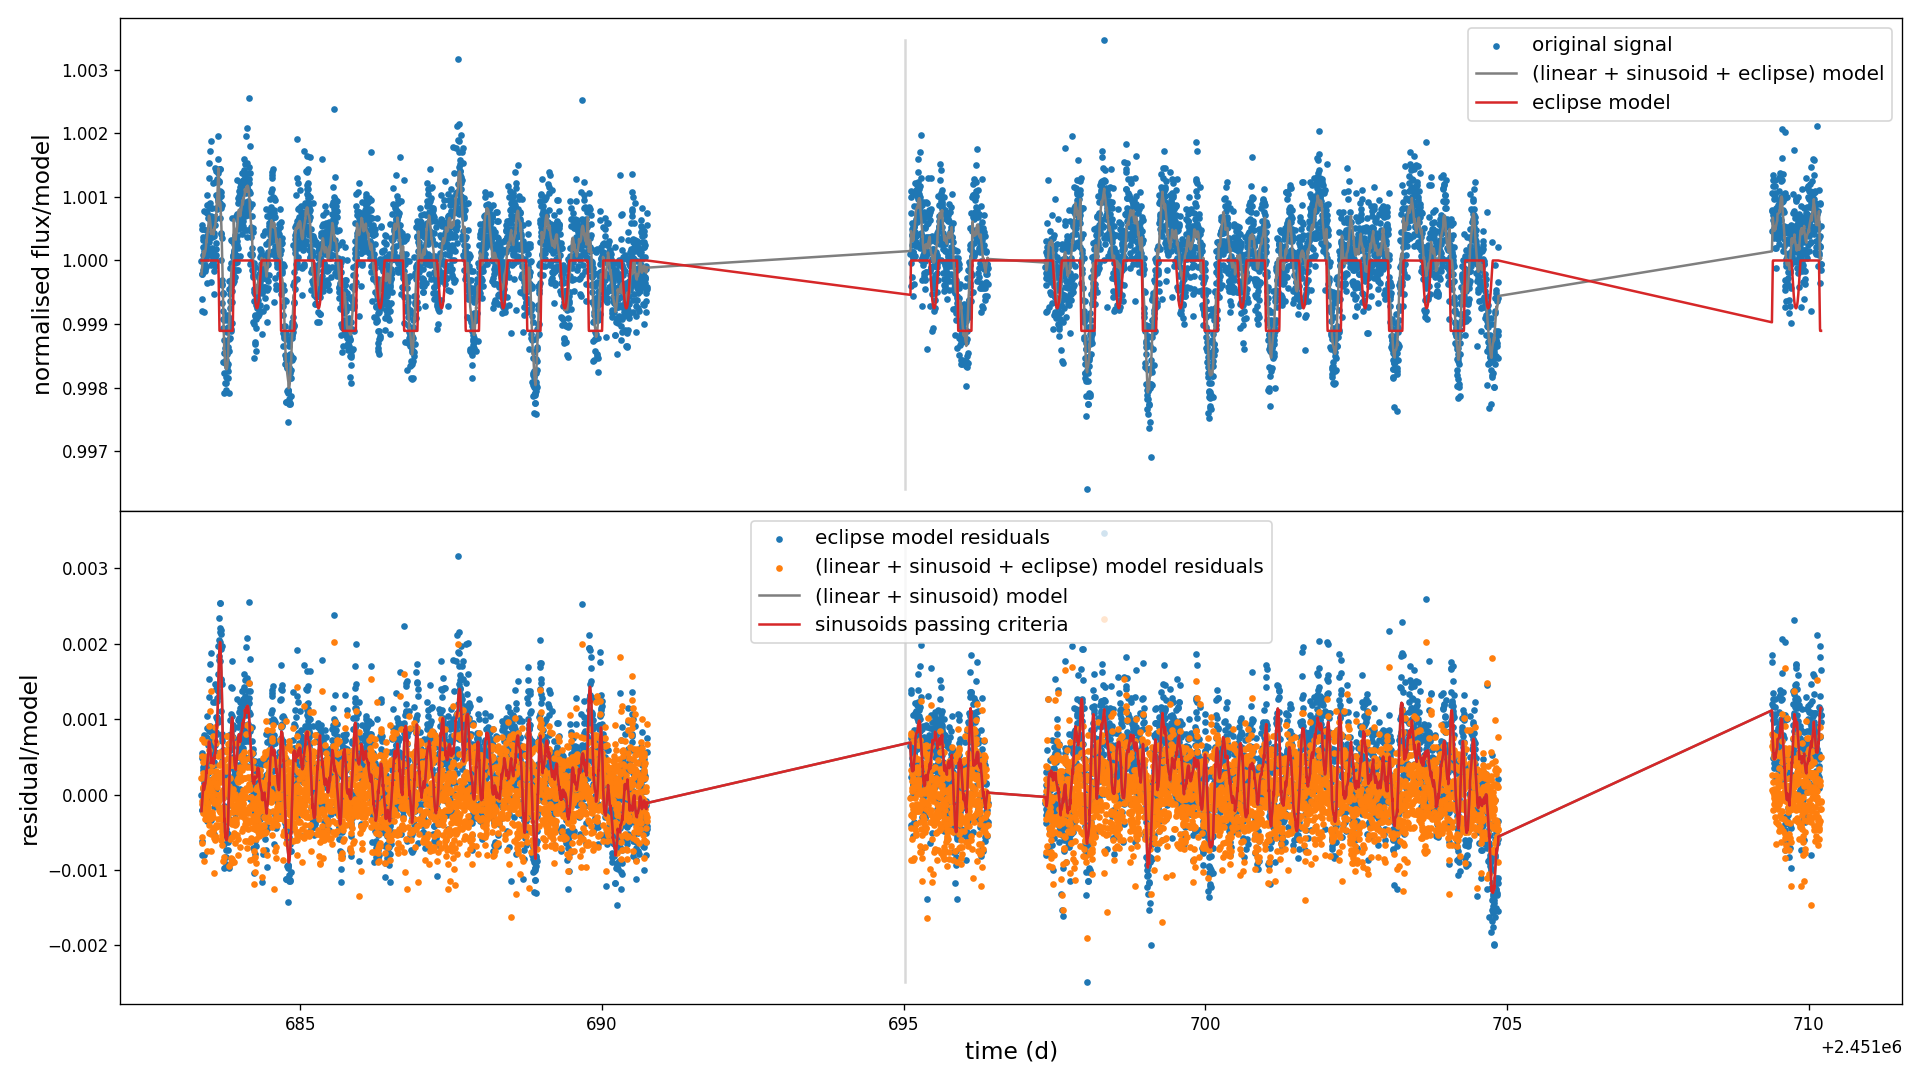 original signal
(linear + sinusoid + eclipse) model
eclipse model
1.003
1.002
1.001
1.000
0.999
0.998
0.997
normalised flux/model
eclipse model residuals
(linear + sinusoid + eclipse) model residuals
(linear + sinusoid) model
sinusoids passing criteria
0.003
0.002
0.001
0.000
−0.001
−0.002
residual/model
685 690 695 700 705 710
+2.451e6
time (d)